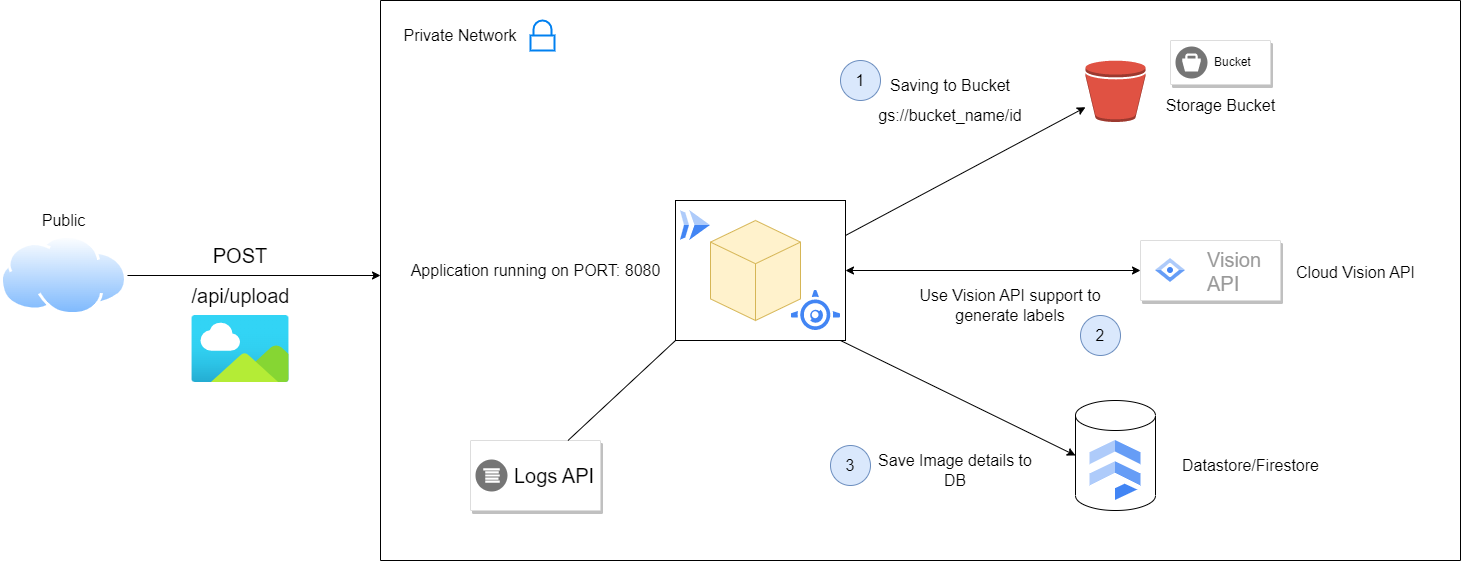 Private Network
1
Saving to Bucket
gs://bucket_name/id
Bucket
Storage Bucket
Public
POST
/api/upload
Application running on PORT: 8080
Vision
API
Cloud Vision API
Use Vision API support to
generate labels
2
Logs API
3
Save Image details to
DB
Datastore/Firestore